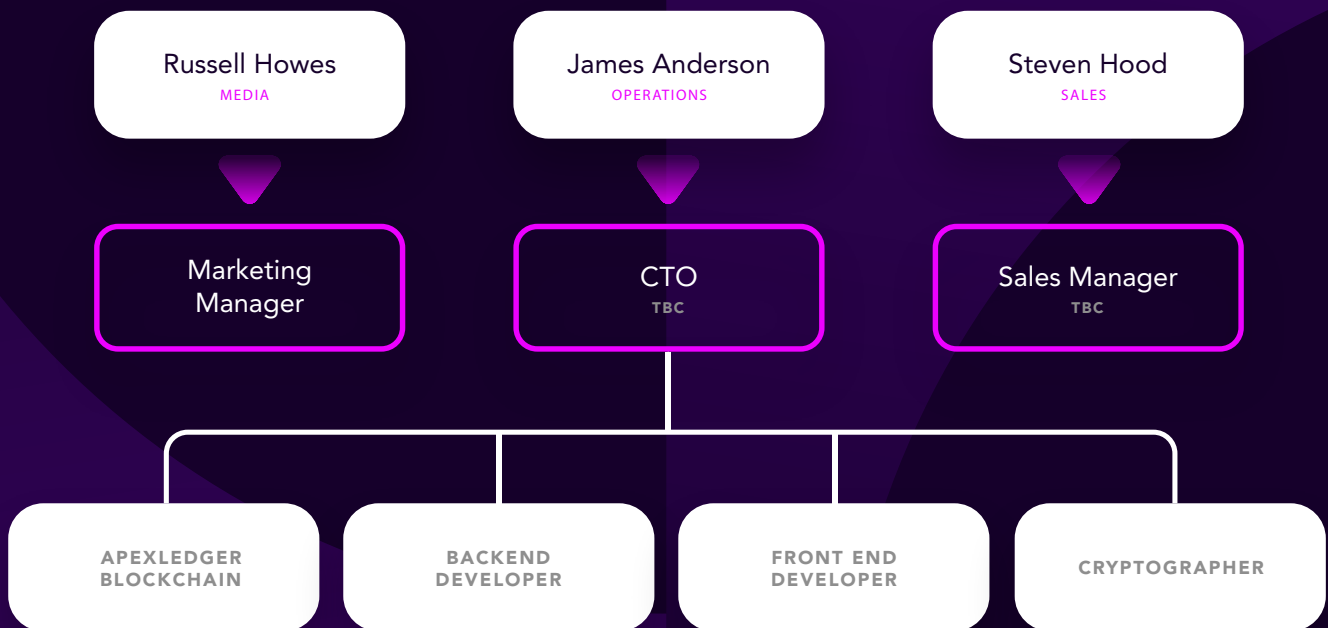 Russell Howes
MEDIA
James Anderson
OPERATIONS
Steven Hood
SALES
Marketing
Manager
CTO
TBC
Sales Manager
TBC
APEXLEDGER
BLOCKCHAIN
BACKEND
DEVELOPER
FRONT END
DEVELOPER
CRYPTOGRAPHER